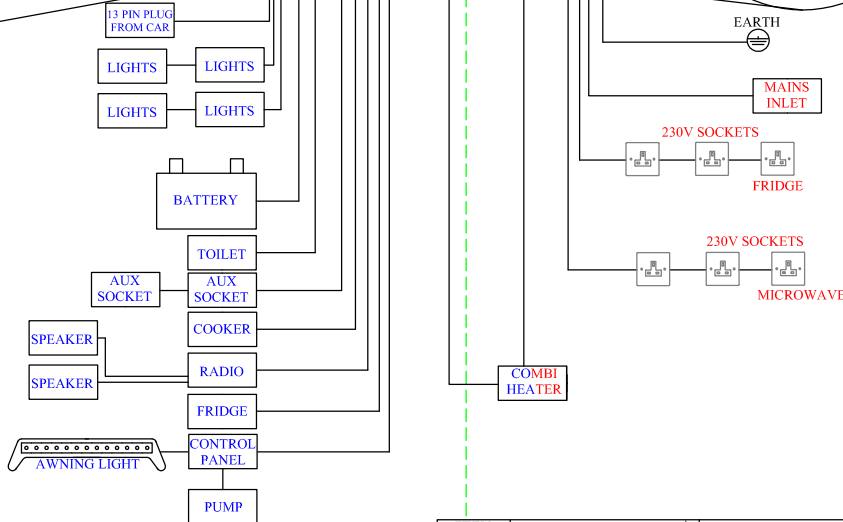 13 PIN PLUG
FROM CAR
LIGHTS
LIGHTS
LIGHTS
LIGHTS
BATTERY
TOILET
AUX
SOCKET
AUX
SOCKET
COOKER
SPEAKER
SPEAKER
RADIO
FRIDGE
CONTROL
PANEL
AWNING LIGHT
PUMP
EARTH
MAINS
INLET
230V SOCKETS
FRIDGE
230V SOCKETS
MICROWAVE
COMBI
HEATER